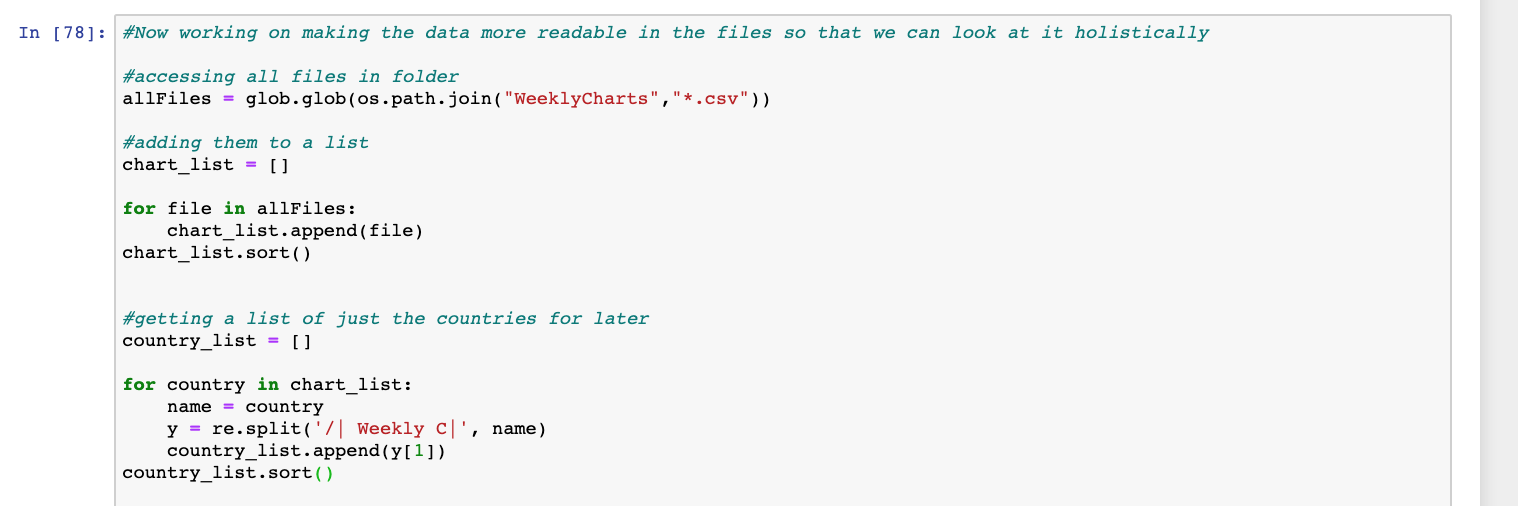 In [78]: #Now working on making the data more readable in the files so that we can look at it holistically
#accessing all files in folder
allFiles = glob.glob(os.path.join("WeeklyCharts","*.csv"))
#adding them to a list
chart_list = []
for file in allFiles:
    chart_list.append(file)
chart_list.sort()
#getting a list of just the countries for later
country_list = []
for country in chart_list:
    name = country
    y = re.split('/| Weekly C|', name)
    country_list.append(y[1])
country_list.sort()